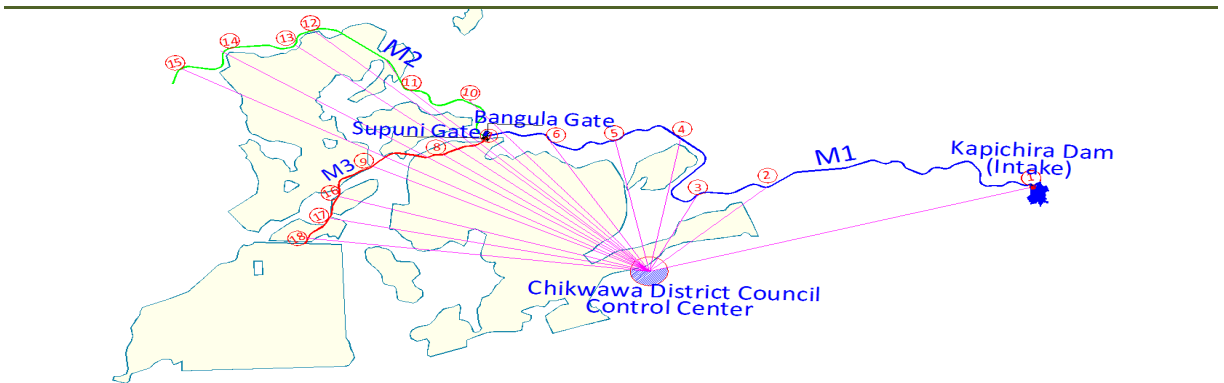 12
14
13
15
M2
11
10
Bangula Gate
Supuni Gate
6
5
4
8
9
M3
16
17
18
3
2
M1
Kapichira Dam
(Intake)
1
Chikwawa District Council
Control Center